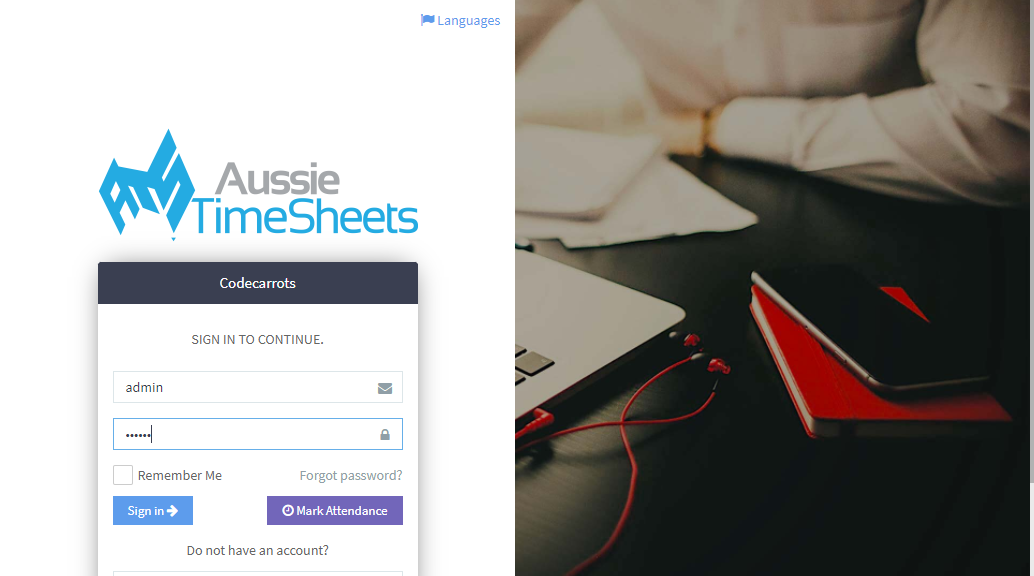 Languages
Aussie
TimeSheets
Codecarrots
SIGN IN TO CONTINUE.
admin
••••••
Remember Me
Forgot password?
Sign in
Mark Attendance
Do not have an account?